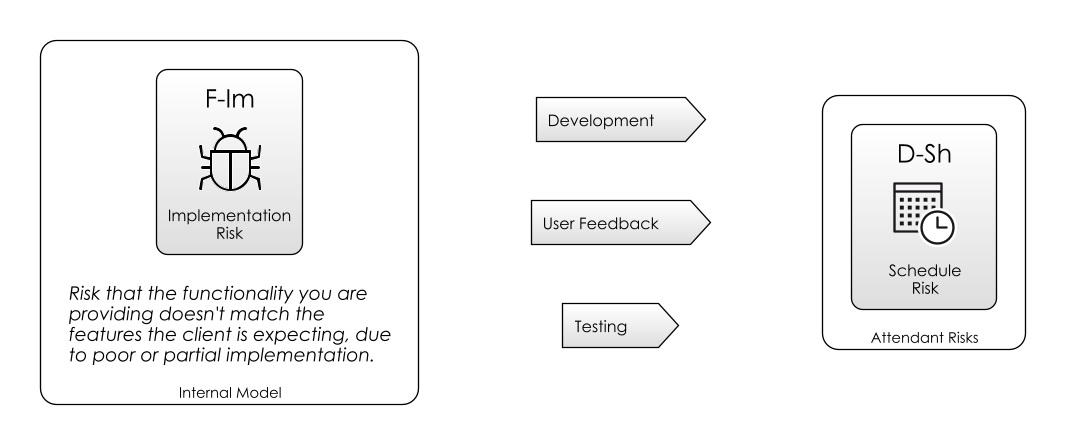 F-Im
Implementation
Risk
Risk that the functionality you are
providing doesn't match the
features the client is expecting, due
to poor or partial implementation.
Internal Model
Development
User Feedback
Testing
D-Sh
Schedule
Risk
Attendant Risks